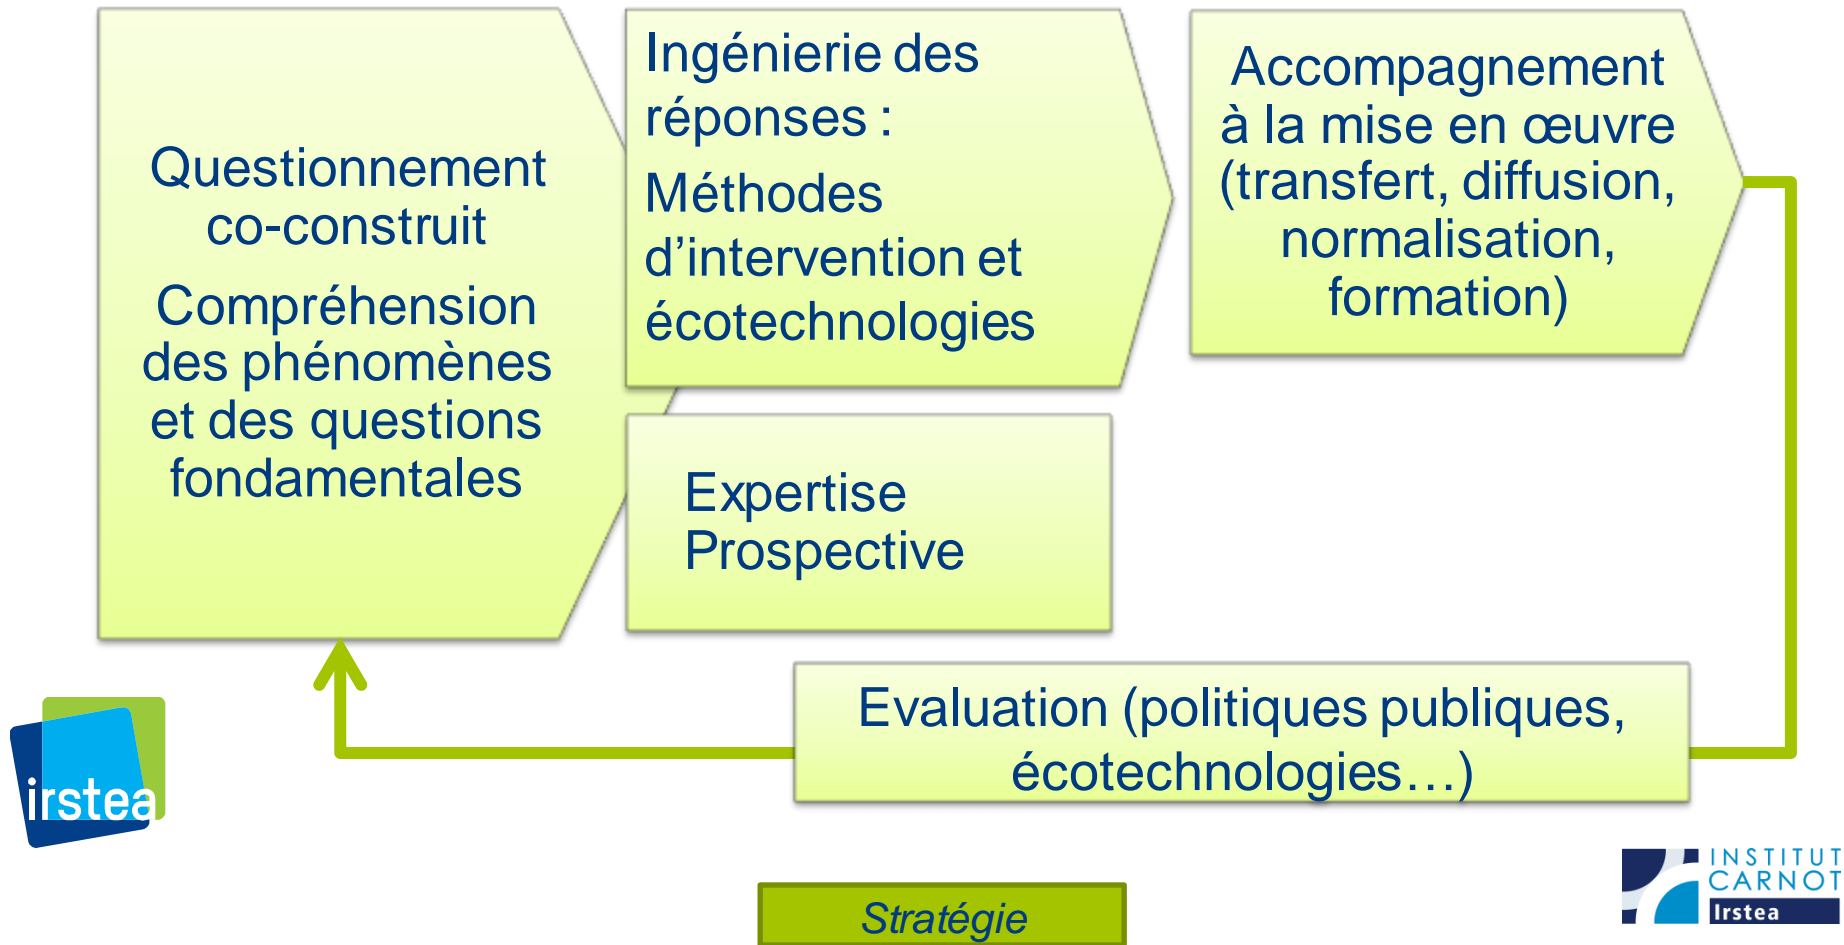 Questionnement
co-construit
Compréhension
des phénomènes
et des questions
fondamentales
Ingénierie des
réponses :
Méthodes
d’intervention et
écotechnologies
Expertise
Prospective
Accompagnement
à la mise en œuvre
(transfert, diffusion,
normalisation,
formation)
Evaluation (politiques publiques,
écotechnologies…)
irstea
Stratégie
INSTITUT
CARNOT
Irstea